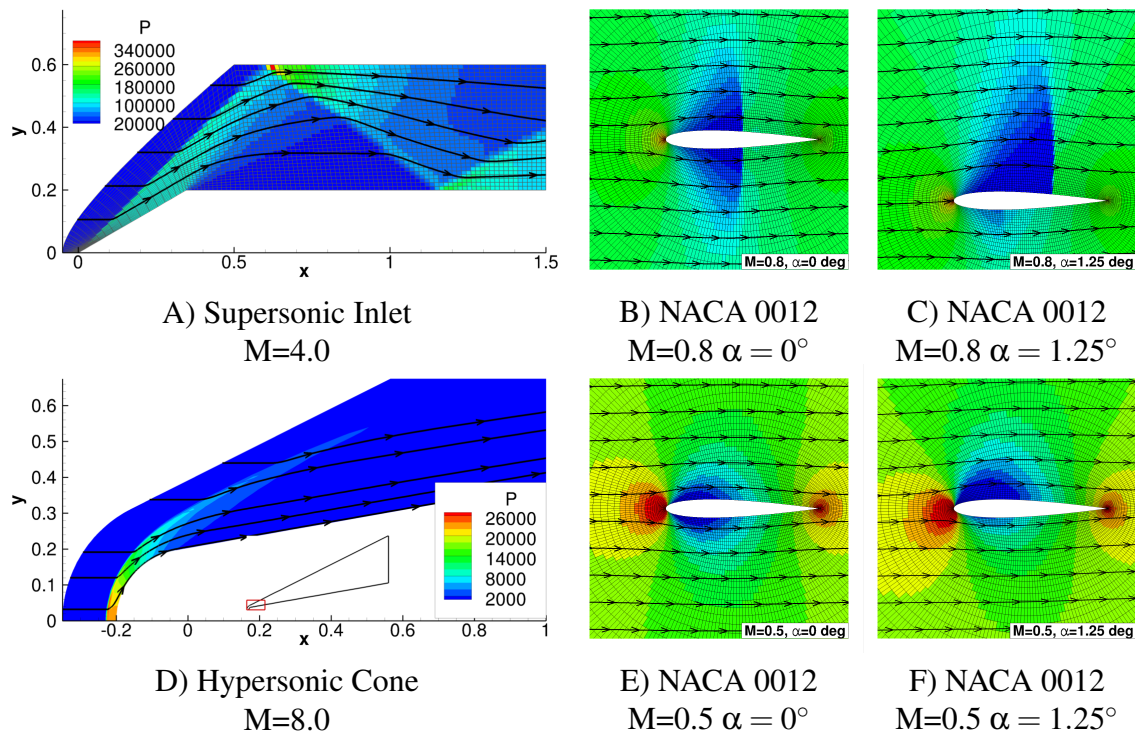 P
340000
260000
180000
100000
20000
y
0.6
0.4
0.2
0
0 0.5 1 1.5
x
A) Supersonic Inlet
M=4.0
M=0.8, α=0 deg
B) NACA 0012
M=0.8 α = 0°
M=0.8, α=1.25 deg
C) NACA 0012
M=0.8 α = 1.25°
y
0.6
0.5
0.4
0.3
0.2
0.1
0
P
26000
20000
14000
8000
2000
-0.2 0 0.2 0.4 0.6 0.8 1
x
D) Hypersonic Cone
M=8.0
M=0.5, α=0 deg
E) NACA 0012
M=0.5 α = 0°
M=0.5, α=1.25 deg
F) NACA 0012
M=0.5 α = 1.25°